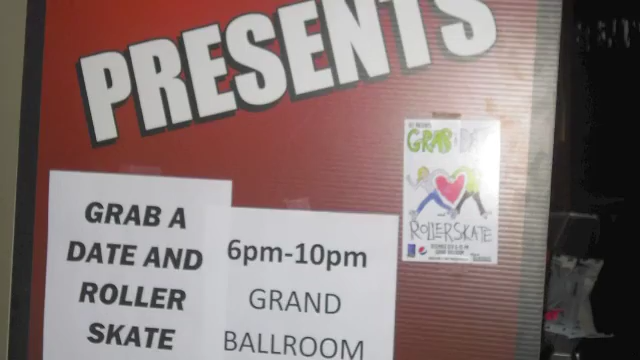 PRESENTS
GRAB A
DATE AND
ROLLER
SKATE
6pm-10pm
GRAND
BALLROOM
GRAB A DATE
ROLLERSKATE